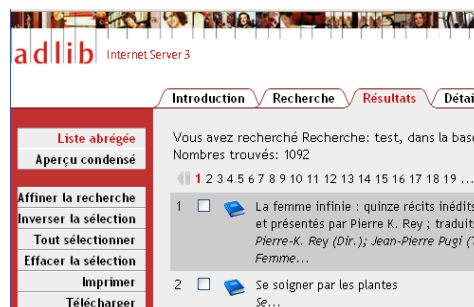 adlib Internet Server 3
Introduction Recherche Résultats Détai
Liste abrégée
Aperçu condensé
Affiner la recherche
Inverser la sélection
Tout sélectionner
Effacer la sélection
Imprimer
Télécharger
Vous avez recherché Recherche: test, dans la base
Nombres trouvés: 1092
1 2 3 4 5 6 7 8 9 10 11 12 13 14 15 16 17 18 19 ...
1 La femme infinie : quinze récits inédits
et présentés par Pierre K. Rey ; traduits
Pierre-K. Rey (Dir.); Jean-Pierre Pugi (T
Femme...
2 Se soigner par les plantes
Se...